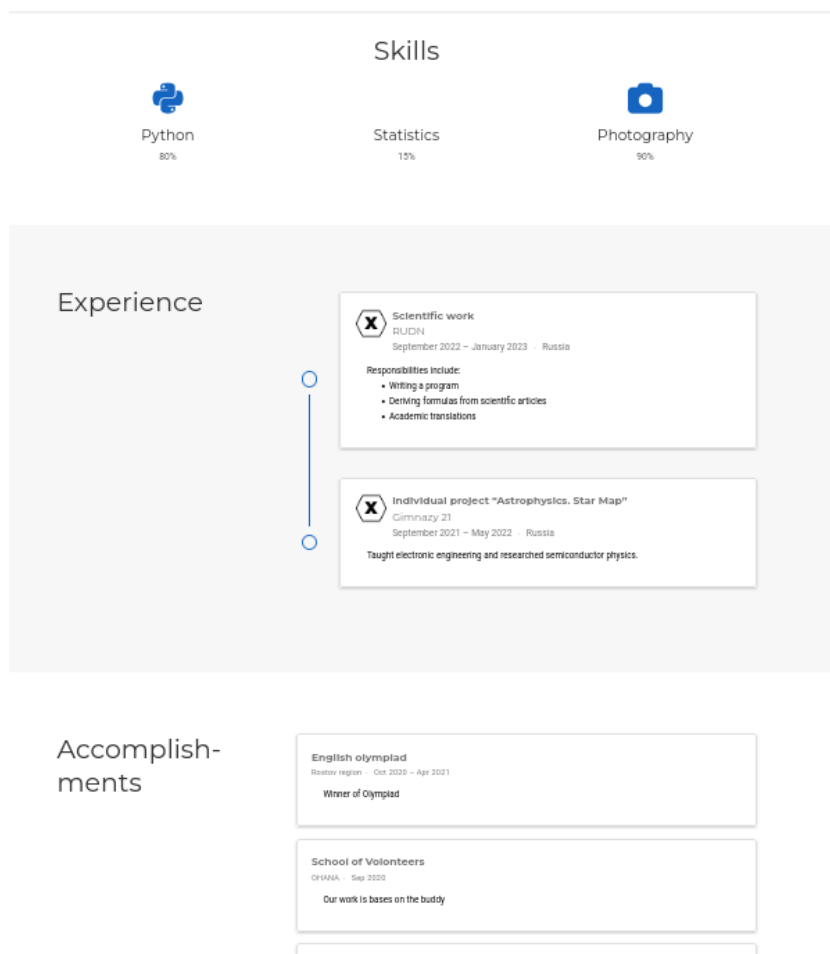 Skills
Python
Statistics
Photography
80%
15%
90%
Experience
X
Scientific work
RUDN
September 2022 – January 2023 · Russia
Responsibilities include:
• Writing a program
• Deriving formulas from scientific articles
• Academic translations
X
Individual project “Astrophysics. Star Map”
Gimnazy 21
September 2021 – May 2022 · Russia
Taught electronic engineering and researched semiconductor physics.
Accomplish-
ments
English olympiad
Rostov region · Oct 2020 – Apr 2021
Winner of Olympiad
School of Volonteers
OHANA · Sep 2020
Our work is bases on the buddy